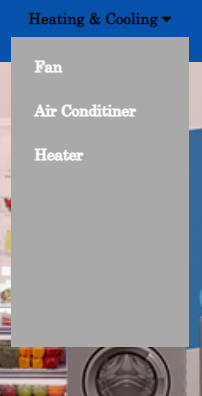 Heating & Cooling
Fan
Air Conditiner
Heater